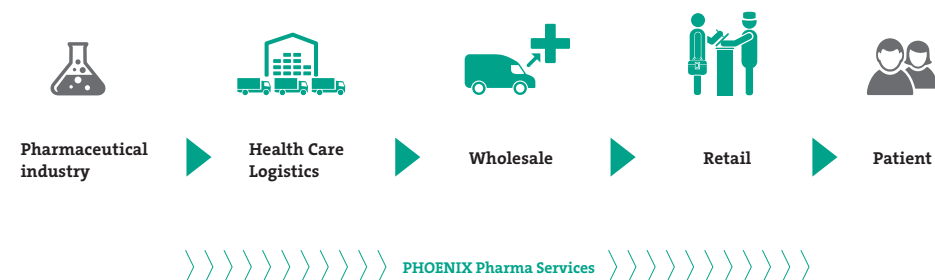 Pharmaceutical
industry
Health Care
Logistics
Wholesale
Retail
Patient
PHOENIX Pharma Services